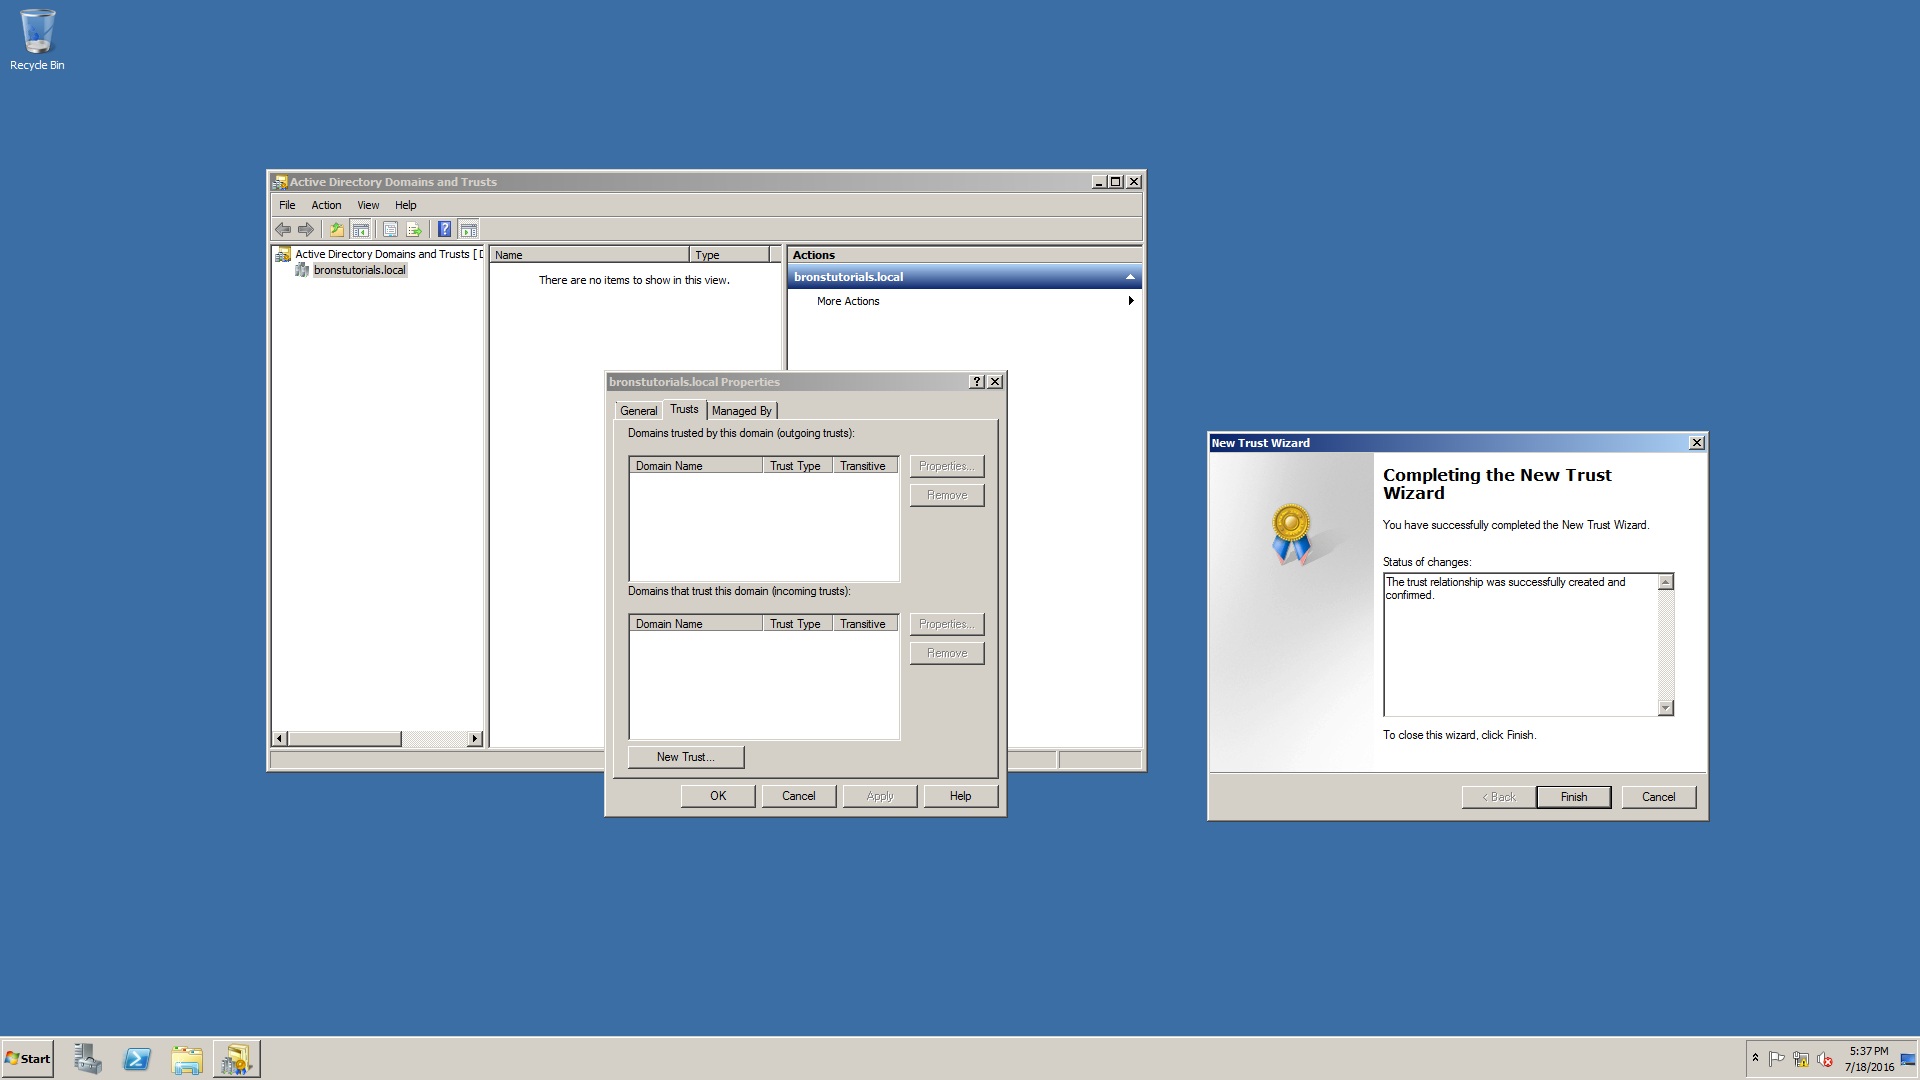 Recycle Bin
Active Directory Domains and Trusts
File Action View Help
Active Directory Domains and Trusts [ D
bronstutorials.local
Name Type
There are no items to show in this view.
Actions
bronstutorials.local
More Actions
bronstutorials.local Properties
General Trusts Managed By
Domains trusted by this domain (outgoing trusts):
Domain Name Trust Type Transitive
Properties...
Remove
Domains that trust this domain (incoming trusts):
Domain Name Trust Type Transitive
Properties...
Remove
New Trust...
OK Cancel Apply Help
New Trust Wizard
Completing the New Trust
Wizard
You have successfully completed the New Trust Wizard.
Status of changes:
The trust relationship was successfully created and
confirmed.
To close this wizard, click Finish.
< Back Finish Cancel
Start
5:37 PM
7/18/2016